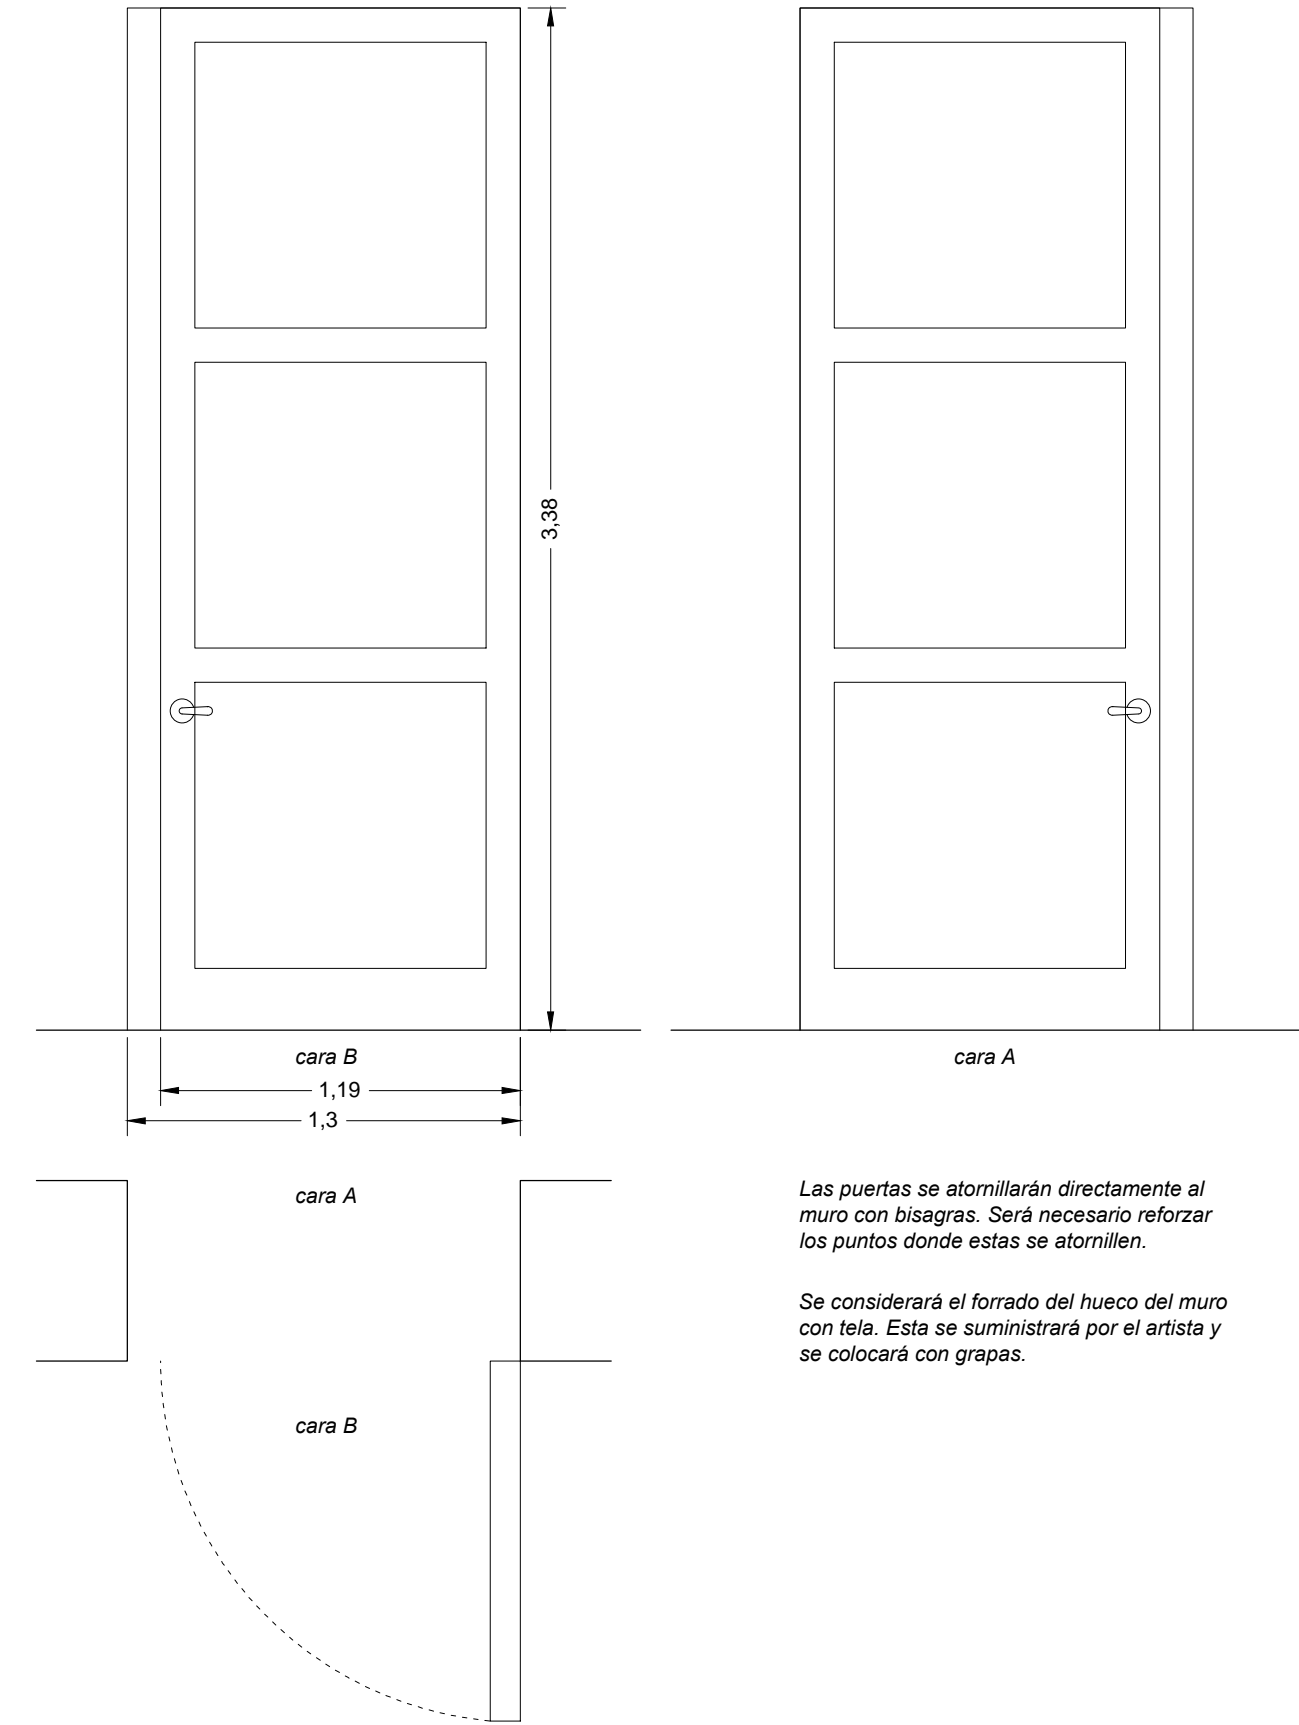 3,38
cara B
cara A
1,19
1,3
cara A
Las puertas se atornillarán directamente al
muro con bisagras. Será necesario reforzar
los puntos donde estas se atornillen.
Se considerará el forrado del hueco del muro
con tela. Esta se suministrará por el artista y
se colocará con grapas.
cara B